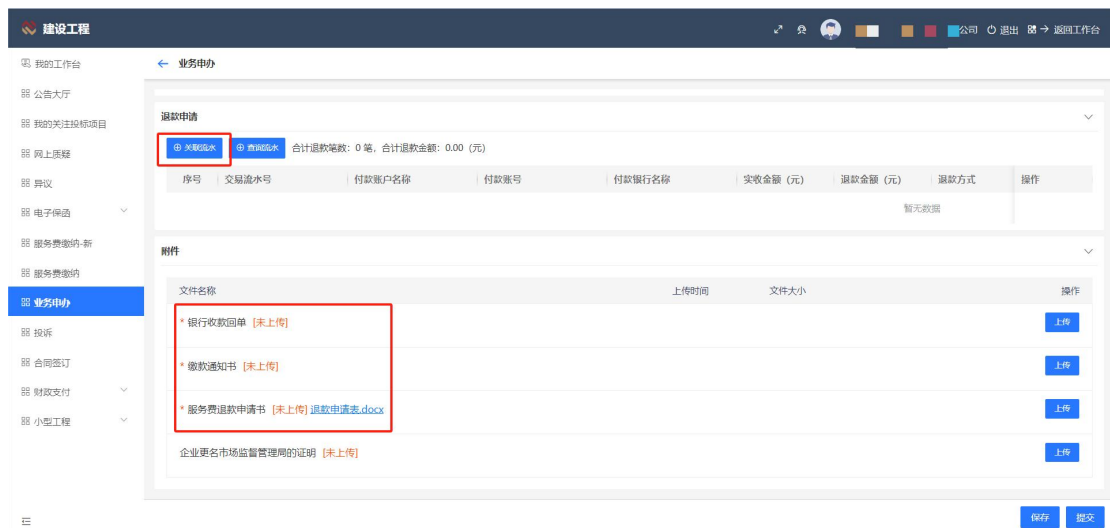 建设工程
公司 退出 返回工作台
我的工作台
业务申办
公告大厅
我的关注投标项目
网上质疑
异议
电子保函
服务费缴纳-新
服务费缴纳
业务申办
投诉
合同签订
财政支付
小型工程
退款申请
关联流水 查询流水 合计退款笔数：0 笔，合计退款金额：0.00（元）
序号 交易流水号 付款账户名称 付款账号 付款银行名称 实收金额（元） 退款金额（元） 退款方式 操作
暂无数据
附件
文件名称 上传时间 文件大小 操作
* 银行收款回单 [未上传] 上传
* 缴款通知书 [未上传] 上传
* 服务费退款申请书 [未上传] 退款申请表.docx 上传
企业更名市场监督管理局的证明 [未上传] 上传
保存 提交